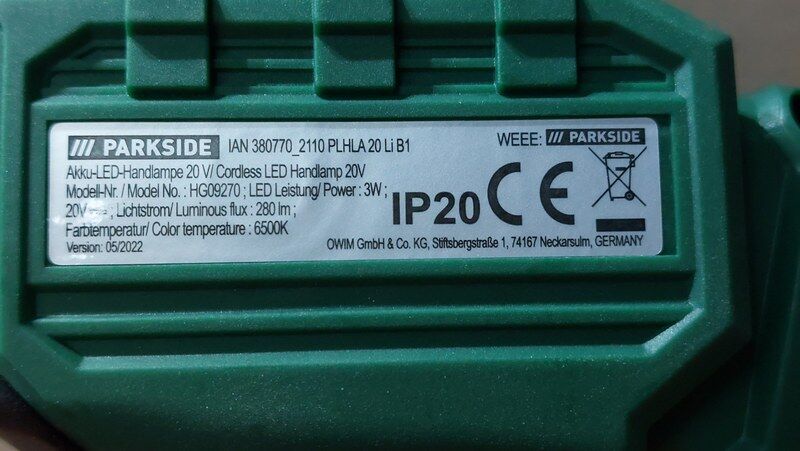 /// PARKSIDE IAN 380770_2110 PLHLA 20 Li B1
Akku-LED-Handlampe 20 V/ Cordless LED Handlamp 20V
Modell-Nr. / Model No. : HG09270 ; LED Leistung/ Power : 3W ;
20V ⎓ ; Lichtstrom/ Luminous flux : 280 lm ;
Farbtemperatur/ Color temperature : 6500K
Version: 05/2022
IP20 CE
WEEE: /// PARKSIDE
OWIM GmbH & Co. KG, Stiftsbergstraße 1, 74167 Neckarsulm, GERMANY